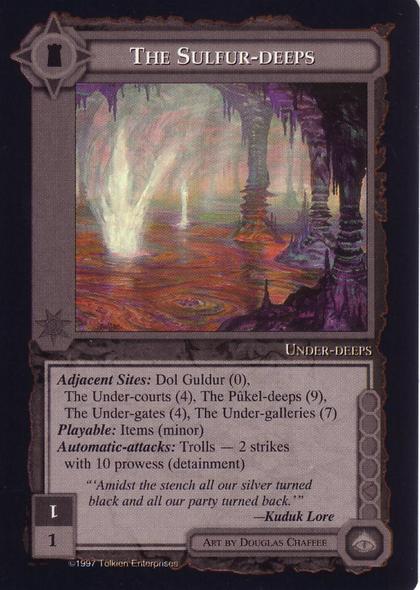 THE SULFUR-DEEPS
UNDER-DEEPS
Adjacent Sites: Dol Guldur (0),
The Under-courts (4), The Pûkel-deeps (9),
The Under-gates (4), The Under-galleries (7)
Playable: Items (minor)
Automatic-attacks: Trolls — 2 strikes
with 10 prowess (detainment)
“‘Amidst the stench all our silver turned
black and all our party turned back.’”
—Kuduk Lore
1
1
ART BY DOUGLAS CHAFFEE
©1997 Tolkien Enterprises